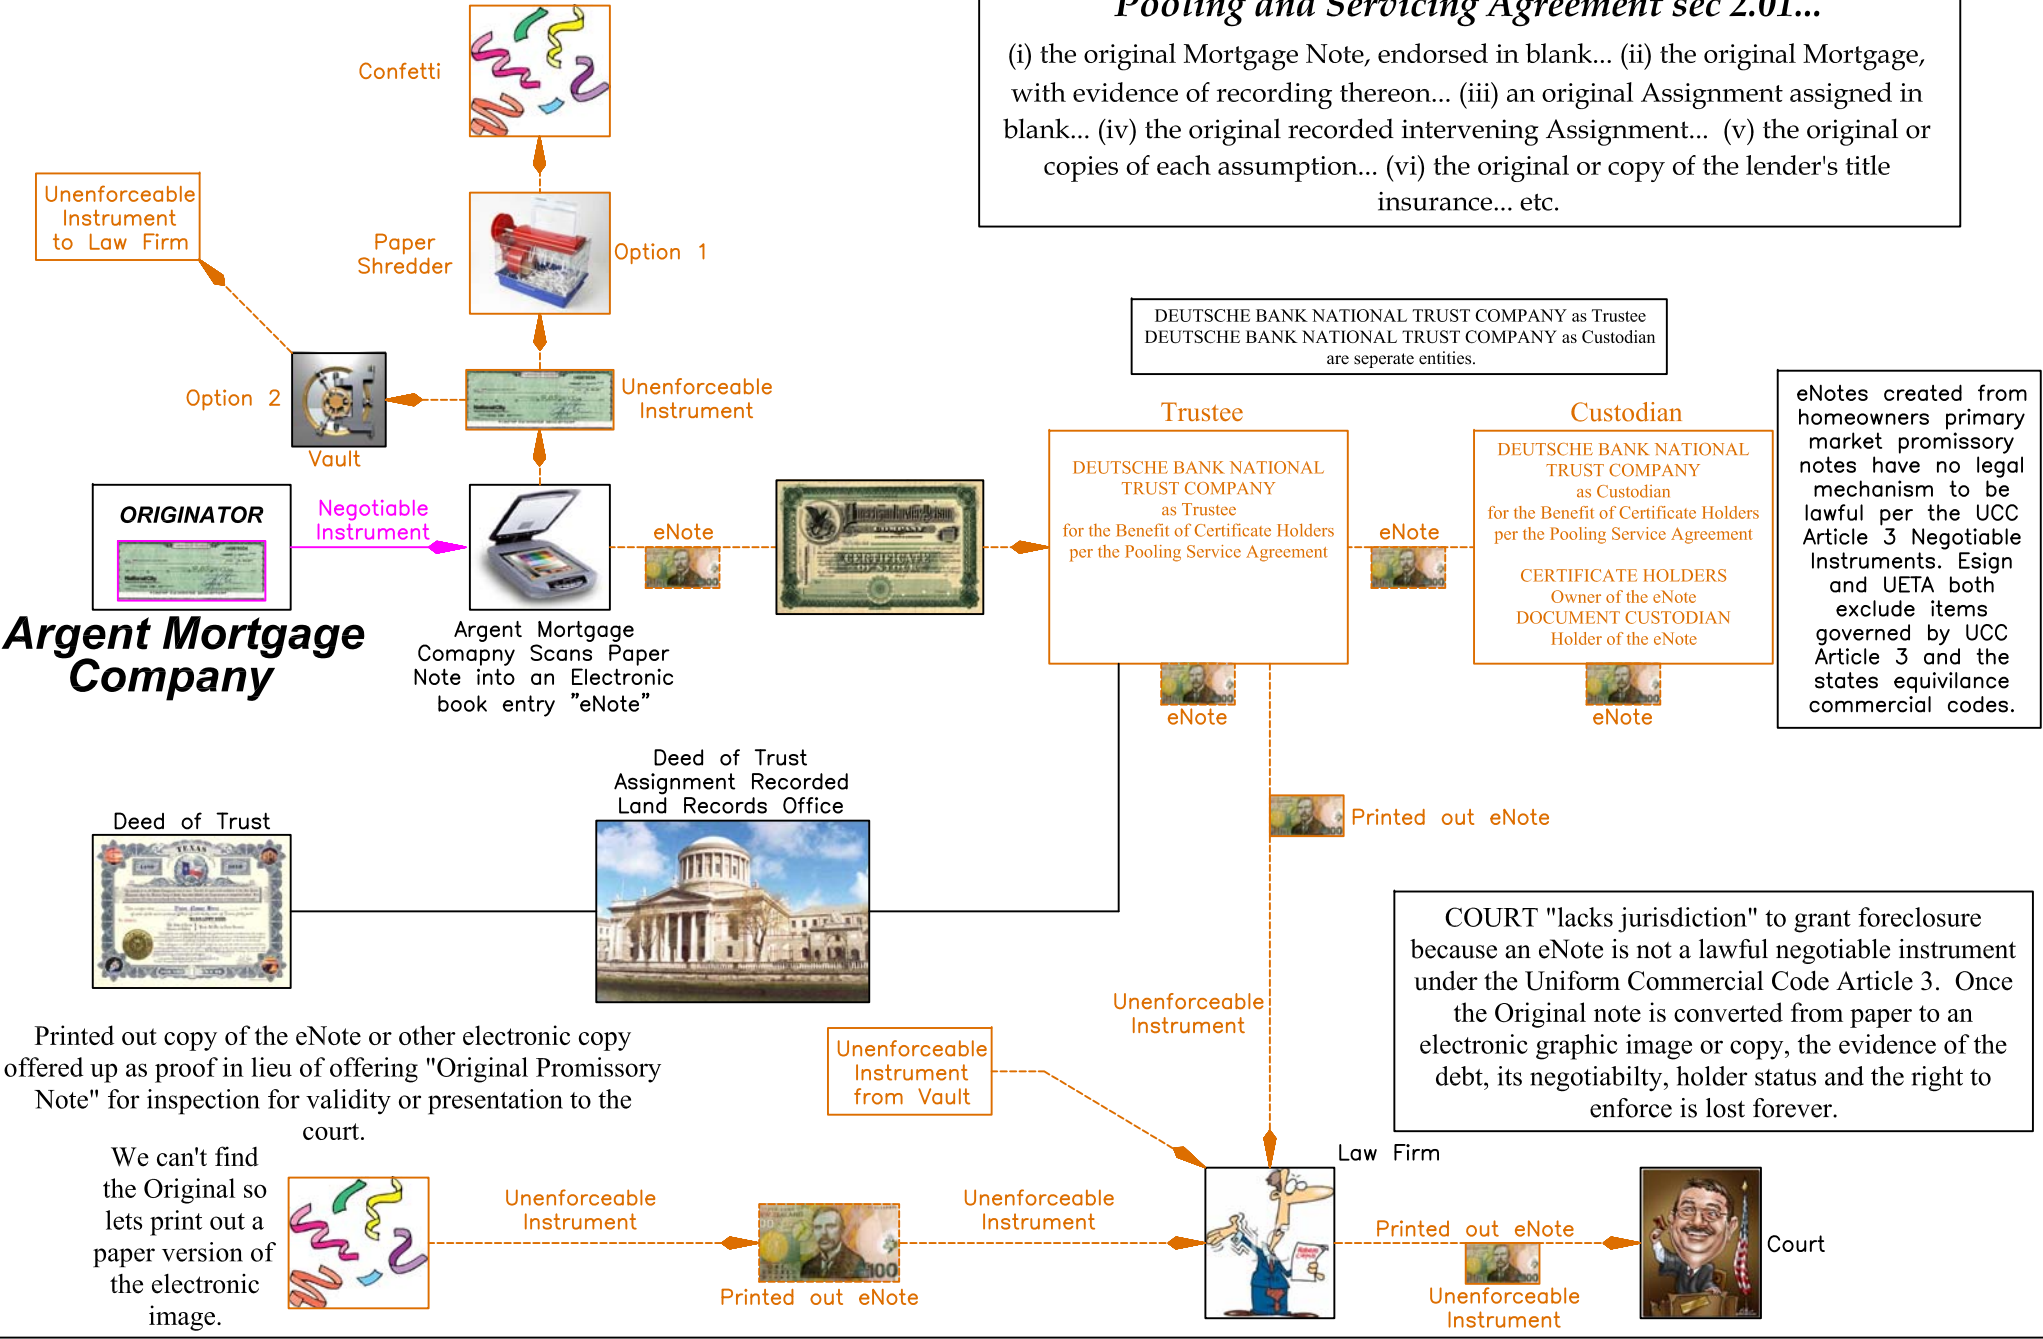 Pooling and Servicing Agreement sec 2.01...
(i) the original Mortgage Note, endorsed in blank... (ii) the original Mortgage,
with evidence of recording thereon... (iii) an original Assignment assigned in
blank... (iv) the original recorded intervening Assignment... (v) the original or
copies of each assumption... (vi) the original or copy of the lender's title
insurance... etc.
Confetti
Unenforceable
Instrument
to Law Firm
Paper
Shredder
Option 1
DEUTSCHE BANK NATIONAL TRUST COMPANY as Trustee
DEUTSCHE BANK NATIONAL TRUST COMPANY as Custodian
are seperate entities.
Option 2
Vault
Unenforceable
Instrument
Trustee
Custodian
eNotes created from
homeowners primary
market promissory
notes have no legal
mechanism to be
lawful per the UCC
Article 3 Negotiable
Instruments. Esign
and UETA both
exclude items
governed by UCC
Article 3 and the
states equivilance
commercial codes.
ORIGINATOR
NationalCity
Argent Mortgage
Company
Negotiable
Instrument
Argent Mortgage
Comapny Scans Paper
Note into an Electronic
book entry "eNote"
eNote
CERTIFICATE
DEUTSCHE BANK NATIONAL
TRUST COMPANY
as Trustee
for the Benefit of Certificate Holders
per the Pooling Service Agreement
eNote
DEUTSCHE BANK NATIONAL
TRUST COMPANY
as Custodian
for the Benefit of Certificate Holders
per the Pooling Service Agreement
CERTIFICATE HOLDERS
Owner of the eNote
DOCUMENT CUSTODIAN
Holder of the eNote
eNote
eNote
Deed of Trust
TEXAS
Deed of Trust
Assignment Recorded
Land Records Office
Printed out eNote
COURT "lacks jurisdiction" to grant foreclosure
because an eNote is not a lawful negotiable instrument
under the Uniform Commercial Code Article 3. Once
the Original note is converted from paper to an
electronic graphic image or copy, the evidence of the
debt, its negotiabilty, holder status and the right to
enforce is lost forever.
Unenforceable
Instrument
Printed out copy of the eNote or other electronic copy
offered up as proof in lieu of offering "Original Promissory
Note" for inspection for validity or presentation to the
court.
Unenforceable
Instrument
from Vault
We can't find
the Original so
lets print out a
paper version of
the electronic
image.
Unenforceable
Instrument
100
Printed out eNote
Unenforceable
Instrument
Law Firm
Printed out eNote
Unenforceable
Instrument
Court